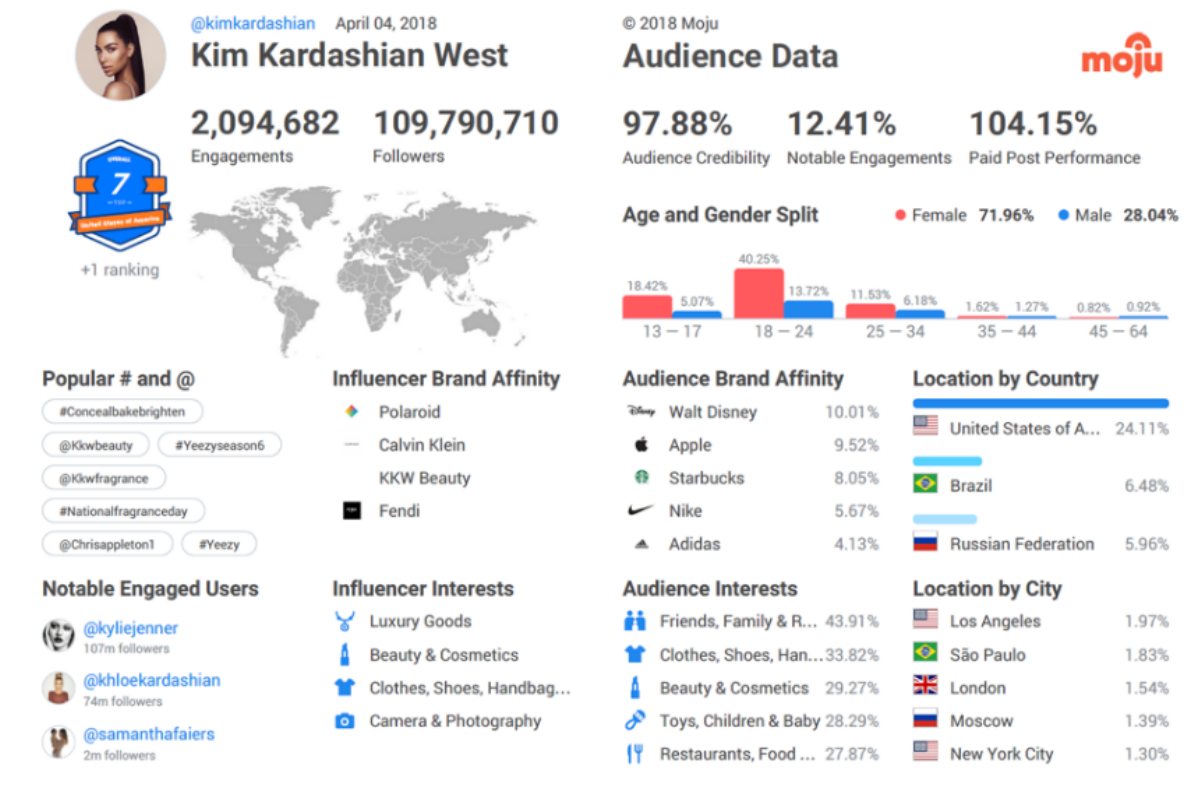 @kimkardashian April 04, 2018
Kim Kardashian West
2,094,682 109,790,710
Engagements Followers
OVERALL
7
TOP
United States of America
+1 ranking
© 2018 Moju
Audience Data
moju
97.88% 12.41% 104.15%
Audience Credibility Notable Engagements Paid Post Performance
Age and Gender Split Female 71.96% Male 28.04%
18.42% 5.07% 40.25% 13.72% 11.53% 6.18% 1.62% 1.27% 0.82% 0.92%
13 — 17 18 — 24 25 — 34 35 — 44 45 — 64
Popular # and @
#Concealbakebrighten
@Kkwbeauty #Yeezyseason6
@Kkwfragrance
#Nationalfragranceday
@Chrisappleton1 #Yeezy
Influencer Brand Affinity
Polaroid
Calvin Klein
KKW Beauty
Fendi
Audience Brand Affinity
Disney Walt Disney 10.01%
Apple 9.52%
Starbucks 8.05%
Nike 5.67%
Adidas 4.13%
Location by Country
United States of A... 24.11%
Brazil 6.48%
Russian Federation 5.96%
Notable Engaged Users
@kyliejenner
107m followers
@khloekardashian
74m followers
@samanthafaiers
2m followers
Influencer Interests
Luxury Goods
Beauty & Cosmetics
Clothes, Shoes, Handbag...
Camera & Photography
Audience Interests
Friends, Family & R... 43.91%
Clothes, Shoes, Han... 33.82%
Beauty & Cosmetics 29.27%
Toys, Children & Baby 28.29%
Restaurants, Food ... 27.87%
Location by City
Los Angeles 1.97%
São Paulo 1.83%
London 1.54%
Moscow 1.39%
New York City 1.30%